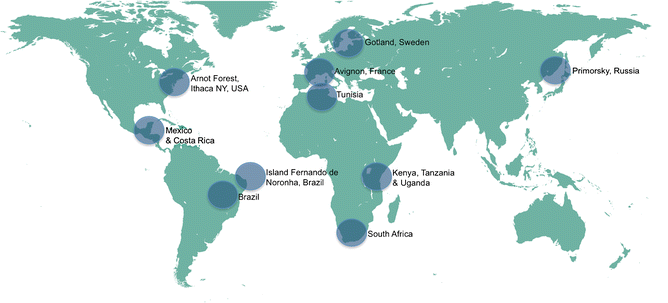 Gotland, Sweden
Avignon, France
Primorsky, Russia
Arnot Forest,
Ithaca NY, USA
Tunisia
Mexico
& Costa Rica
Island Fernando de
Noronha, Brazil
Kenya, Tanzania
& Uganda
Brazil
South Africa